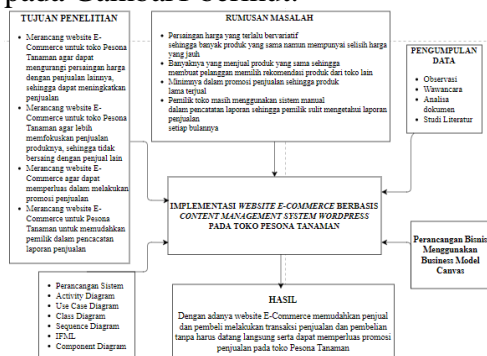 pada Gambar 1 berikut:
TUJUAN PENELITIAN
• Merancang website E-
Commerce untuk toko Pesona
Tanaman agar dapat
mengurangi persaingan harga
dengan penjualan lainnya,
sehingga dapat meningkatkan
penjualan
• Merancang website E-
Commerce untuk toko Pesona
Tanaman agar lebih
memfokuskan penjualan
produknya, sehingga tidak
bersaing dengan penjual lain
• Merancang website E-
Commerce agar dapat
memperluas dalam melakukan
promosi penjualan
• Merancang website E-
Commerce untuk Pesona
Tanaman untuk memudahkan
pemilik dalam pencacatan
laporan penjualan
RUMUSAN MASALAH
• Persaingan harga yang terlalu bervariatif
sehingga banyak produk yang sama namun mempunyai selisih harga
yang jauh
• Banyaknya yang menjual produk yang sama sehingga
membuat pelanggan memilih rekomendasi produk dari toko lain
• Minimnya dalam promosi penjualan sehingga produk
lama terjual
• Pemilik toko masih menggunakan sistem manual
dalam pencatatan laporan sehingga pemilik sulit mengetahui laporan
penjualan
setiap bulannya
PENGUMPULAN
DATA
• Observasi
• Wawancara
• Analisa
dokumen
• Studi Literatur
IMPLEMENTASI WEBSITE E-COMMERCE BERBASIS
CONTENT MANAGEMENT SYSTEM WORDPRESS
PADA TOKO PESONA TANAMAN
Perancangan Bisnis
Menggunakan
Business Model
Canvas
• Perancangan Sistem
• Activity Diagram
• Use Case Diagram
• Class Diagram
• Sequence Diagram
• IFML
• Component Diagram
HASIL
Dengan adanya website E-Commerce memudahkan penjual
dan pembeli melakukan transaksi penjualan dan pembelian
tanpa harus datang langsung serta dapat memperluas promosi
penjualan pada toko Pesona Tanaman